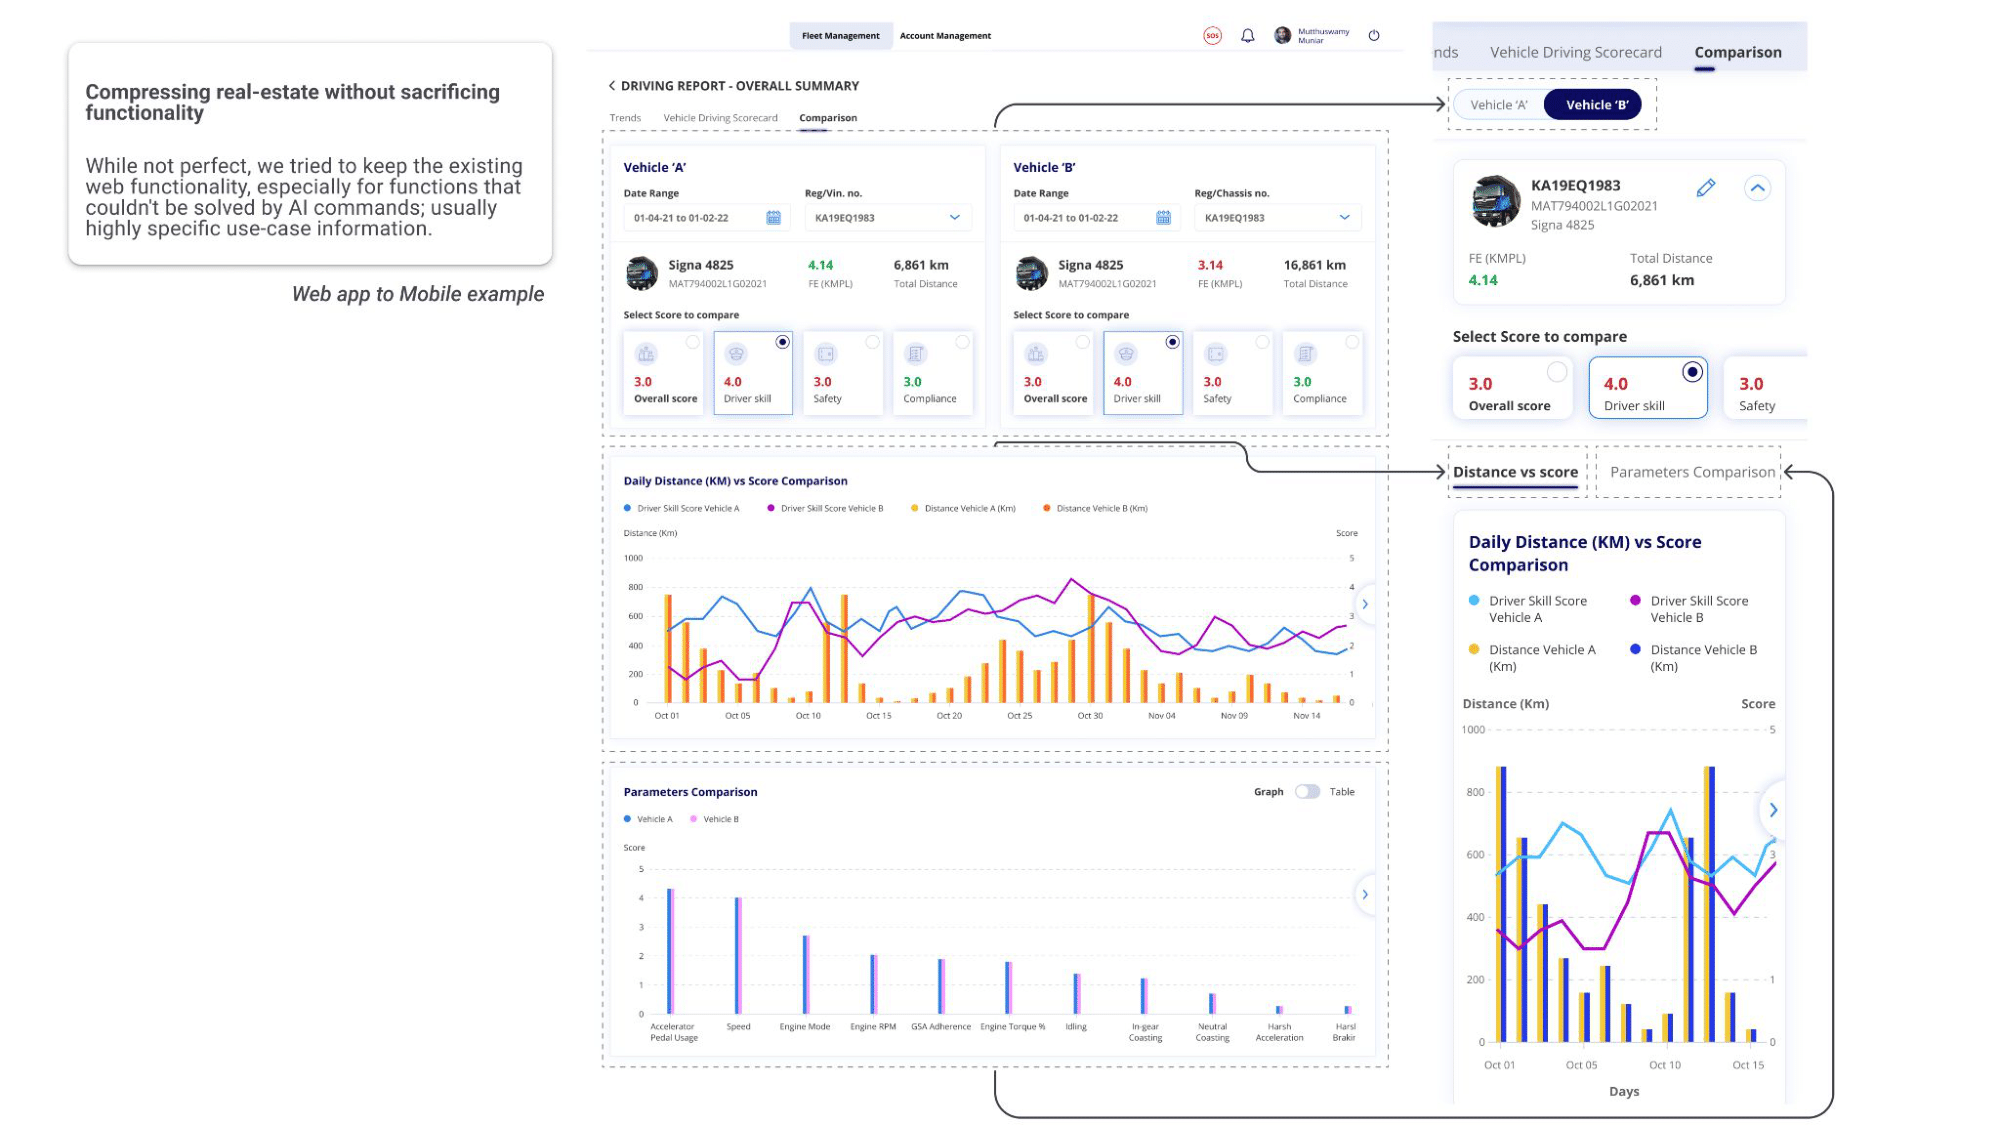 Compressing real-estate without sacrificing
functionality
While not perfect, we tried to keep the existing
web functionality, especially for functions that
couldn't be solved by AI commands; usually
highly specific use-case information.
Web app to Mobile example
Fleet Management
Account Management
SOS
Mutthuswamy
Muniar
DRIVING REPORT - OVERALL SUMMARY
Trends
Vehicle Driving Scorecard
Comparison
Vehicle ‘A’
Date Range
Reg/Vin. no.
01-04-21 to 01-02-22
KA19EQ1983
Signa 4825
MAT794002L1G02021
4.14
FE (KMPL)
6,861 km
Total Distance
Select Score to compare
3.0
Overall score
4.0
Driver skill
3.0
Safety
3.0
Compliance
Vehicle ‘B’
Date Range
Reg/Chassis no.
01-04-21 to 01-02-22
KA19EQ1983
Signa 4825
MAT794002L1G02021
3.14
FE (KMPL)
16,861 km
Total Distance
Select Score to compare
3.0
Overall score
4.0
Driver skill
3.0
Safety
3.0
Compliance
Daily Distance (KM) vs Score Comparison
Driver Skill Score Vehicle A
Driver Skill Score Vehicle B
Distance Vehicle A (Km)
Distance Vehicle B (Km)
Distance (Km)
Score
1000
800
600
400
200
0
5
4
3
2
1
0
Oct 01
Oct 05
Oct 10
Oct 15
Oct 20
Oct 25
Oct 30
Nov 04
Nov 09
Nov 14
Parameters Comparison
Graph
Table
Vehicle A
Vehicle B
Score
5
4
3
2
1
0
Accelerator
Pedal Usage
Speed
Engine Mode
Engine RPM
GSA Adherence
Engine Torque %
Idling
In-gear
Coasting
Neutral
Coasting
Harsh
Acceleration
Harsl
Brakir
nds
Vehicle Driving Scorecard
Comparison
Vehicle ‘A’
Vehicle ‘B’
KA19EQ1983
MAT794002L1G02021
Signa 4825
FE (KMPL)
4.14
Total Distance
6,861 km
Select Score to compare
3.0
Overall score
4.0
Driver skill
3.0
Safety
Distance vs score
Parameters Comparison
Daily Distance (KM) vs Score
Comparison
Driver Skill Score
Vehicle A
Driver Skill Score
Vehicle B
Distance Vehicle A
(Km)
Distance Vehicle B
(Km)
Distance (Km)
Score
1000
800
600
400
200
0
5
3
1
0
Oct 01
Oct 05
Oct 10
Oct 15
Days